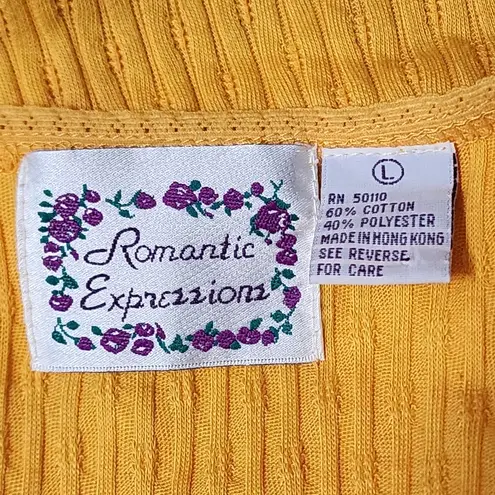 Romantic
Expressions
L
RN 50110
60% COTTON
40% POLYESTER
MADE IN HONG KONG
SEE REVERSE
FOR CARE